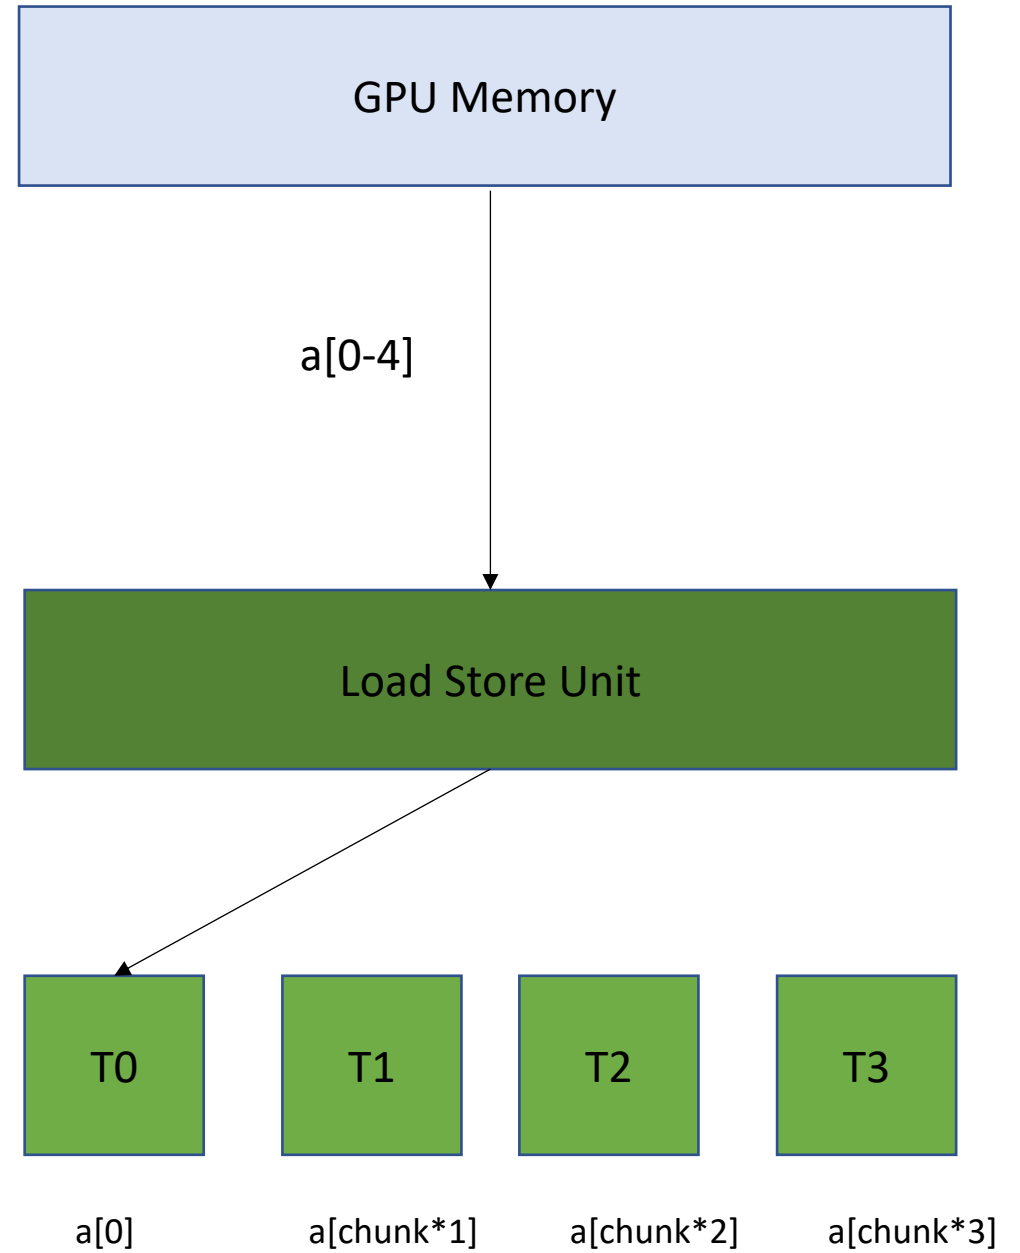 GPU Memory
a[0-4]
Load Store Unit
T0
T1
T2
T3
a[0]
a[chunk*1]
a[chunk*2]
a[chunk*3]